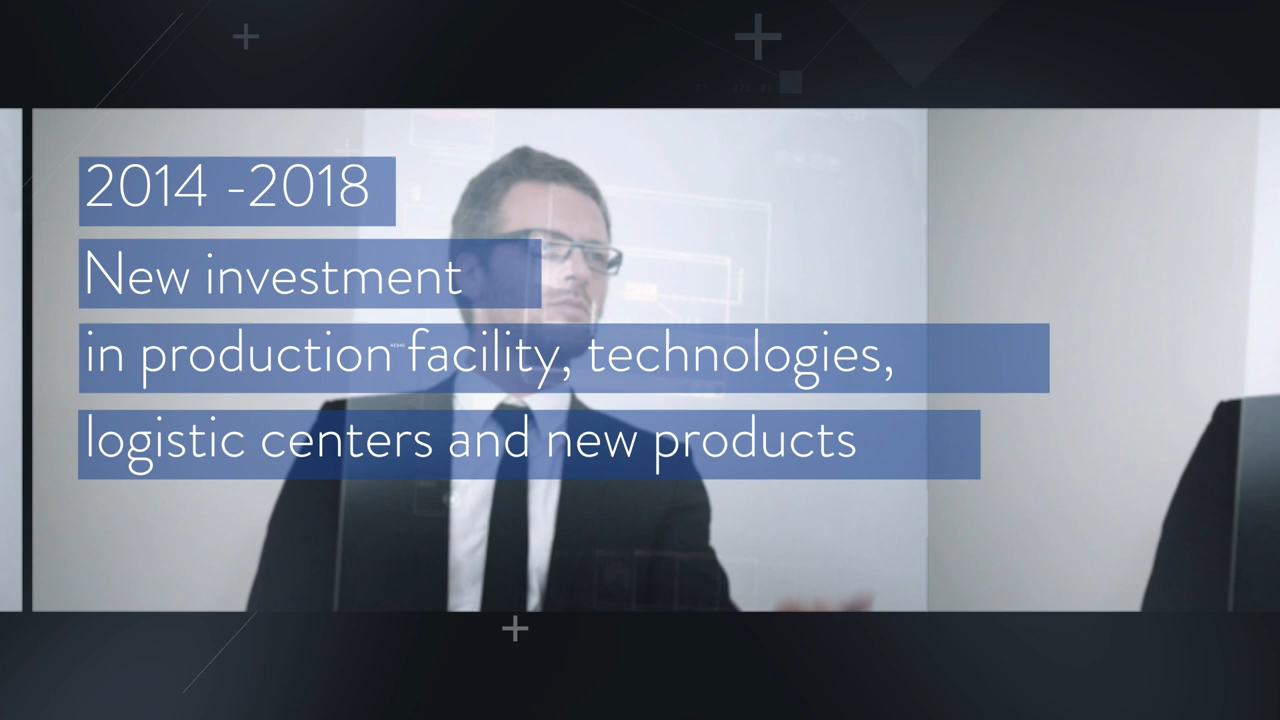 2014 -2018
New investment
in production facility, technologies,
logistic centers and new products